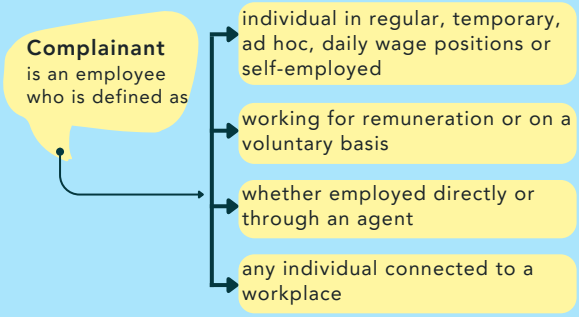 Complainant
is an employee
who is defined as
individual in regular, temporary,
ad hoc, daily wage positions or
self-employed
working for remuneration or on a
voluntary basis
whether employed directly or
through an agent
any individual connected to a
workplace